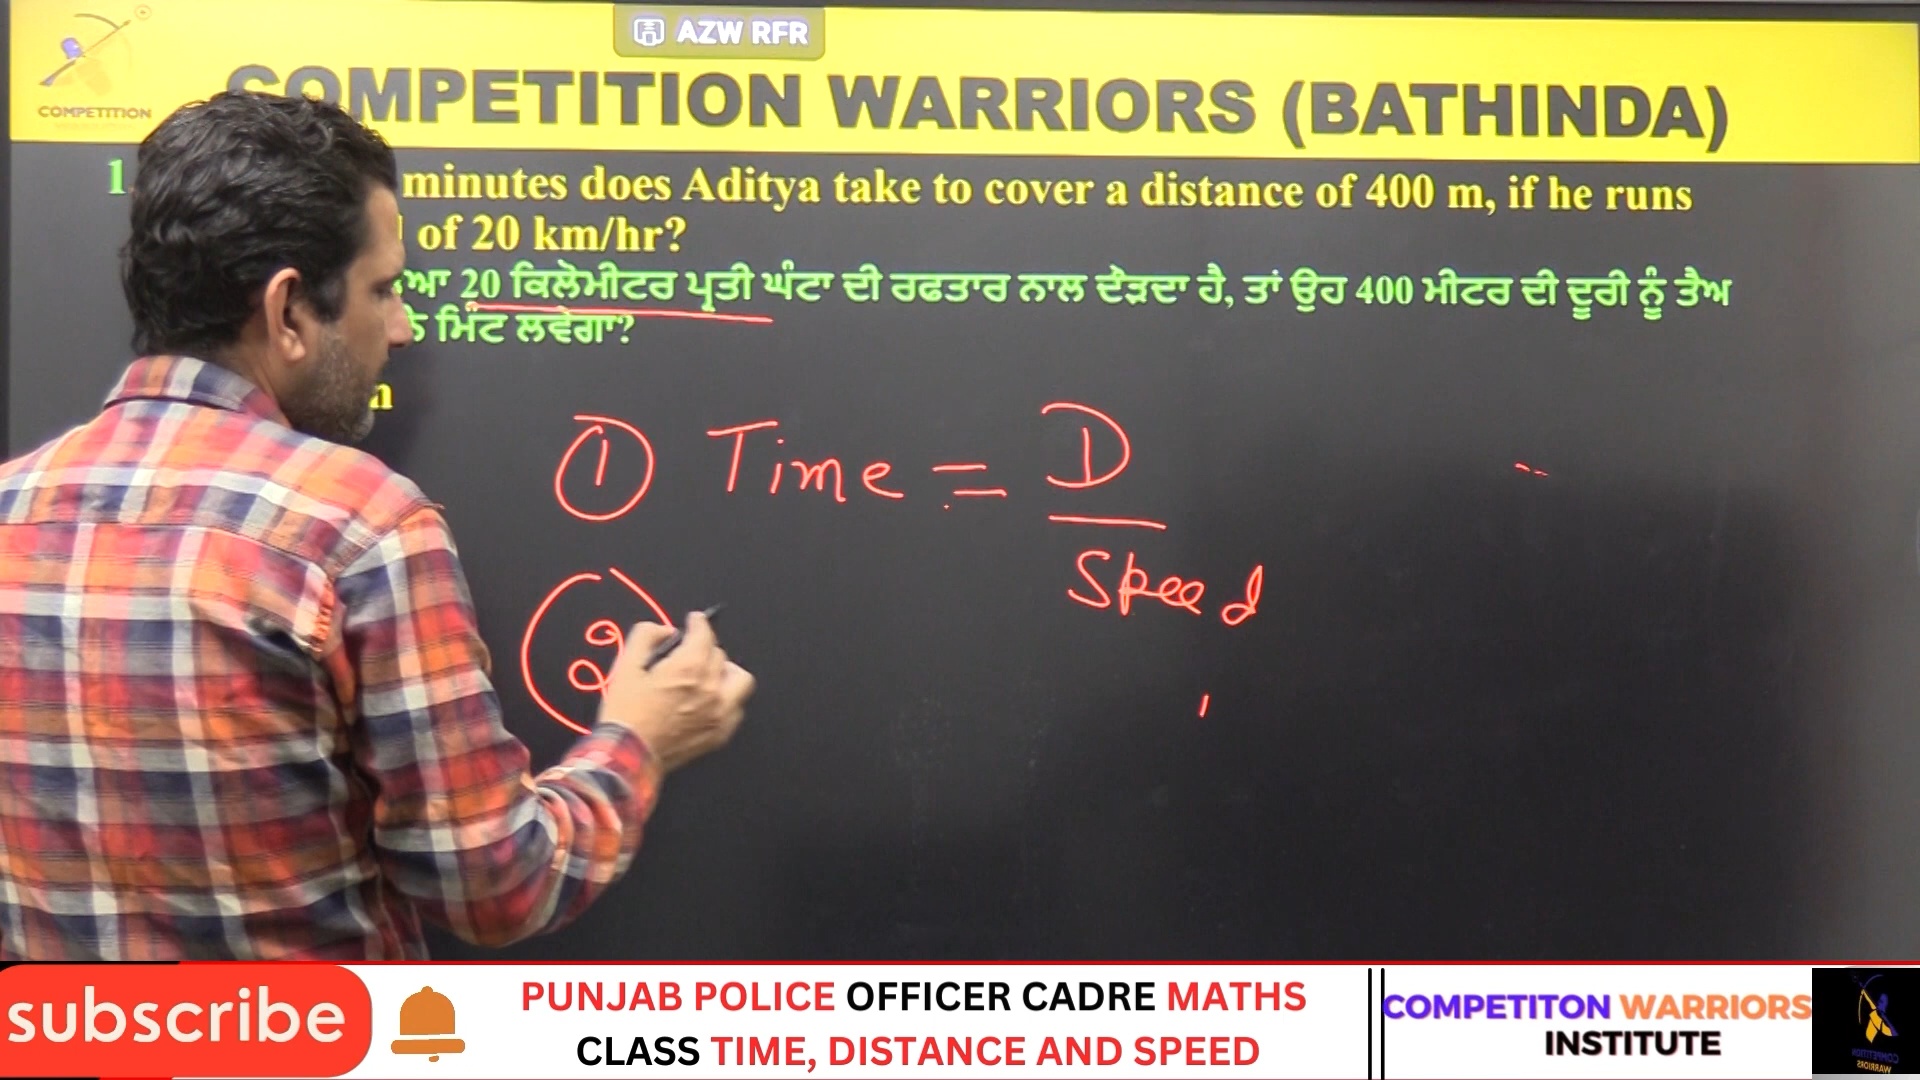 AZW RFR
COMPETITION WARRIORS (BATHINDA)
COMPETITION
1. minutes does Aditya take to cover a distance of 400 m, if he runs
of 20 km/hr?
20 ਕਿਲੋਮੀਟਰ ਪ੍ਰਤੀ ਘੰਟਾ ਦੀ ਰਫਤਾਰ ਨਾਲ ਦੌੜਦਾ ਹੈ, ਤਾਂ ਉਹ 400 ਮੀਟਰ ਦੀ ਦੂਰੀ ਨੂੰ ਤੈਅ
ਮਿੰਟ ਲਵੇਗਾ?
① Time = D
Speed
2
subscribe
PUNJAB POLICE OFFICER CADRE MATHS
CLASS TIME, DISTANCE AND SPEED
COMPETITON WARRIORS
INSTITUTE